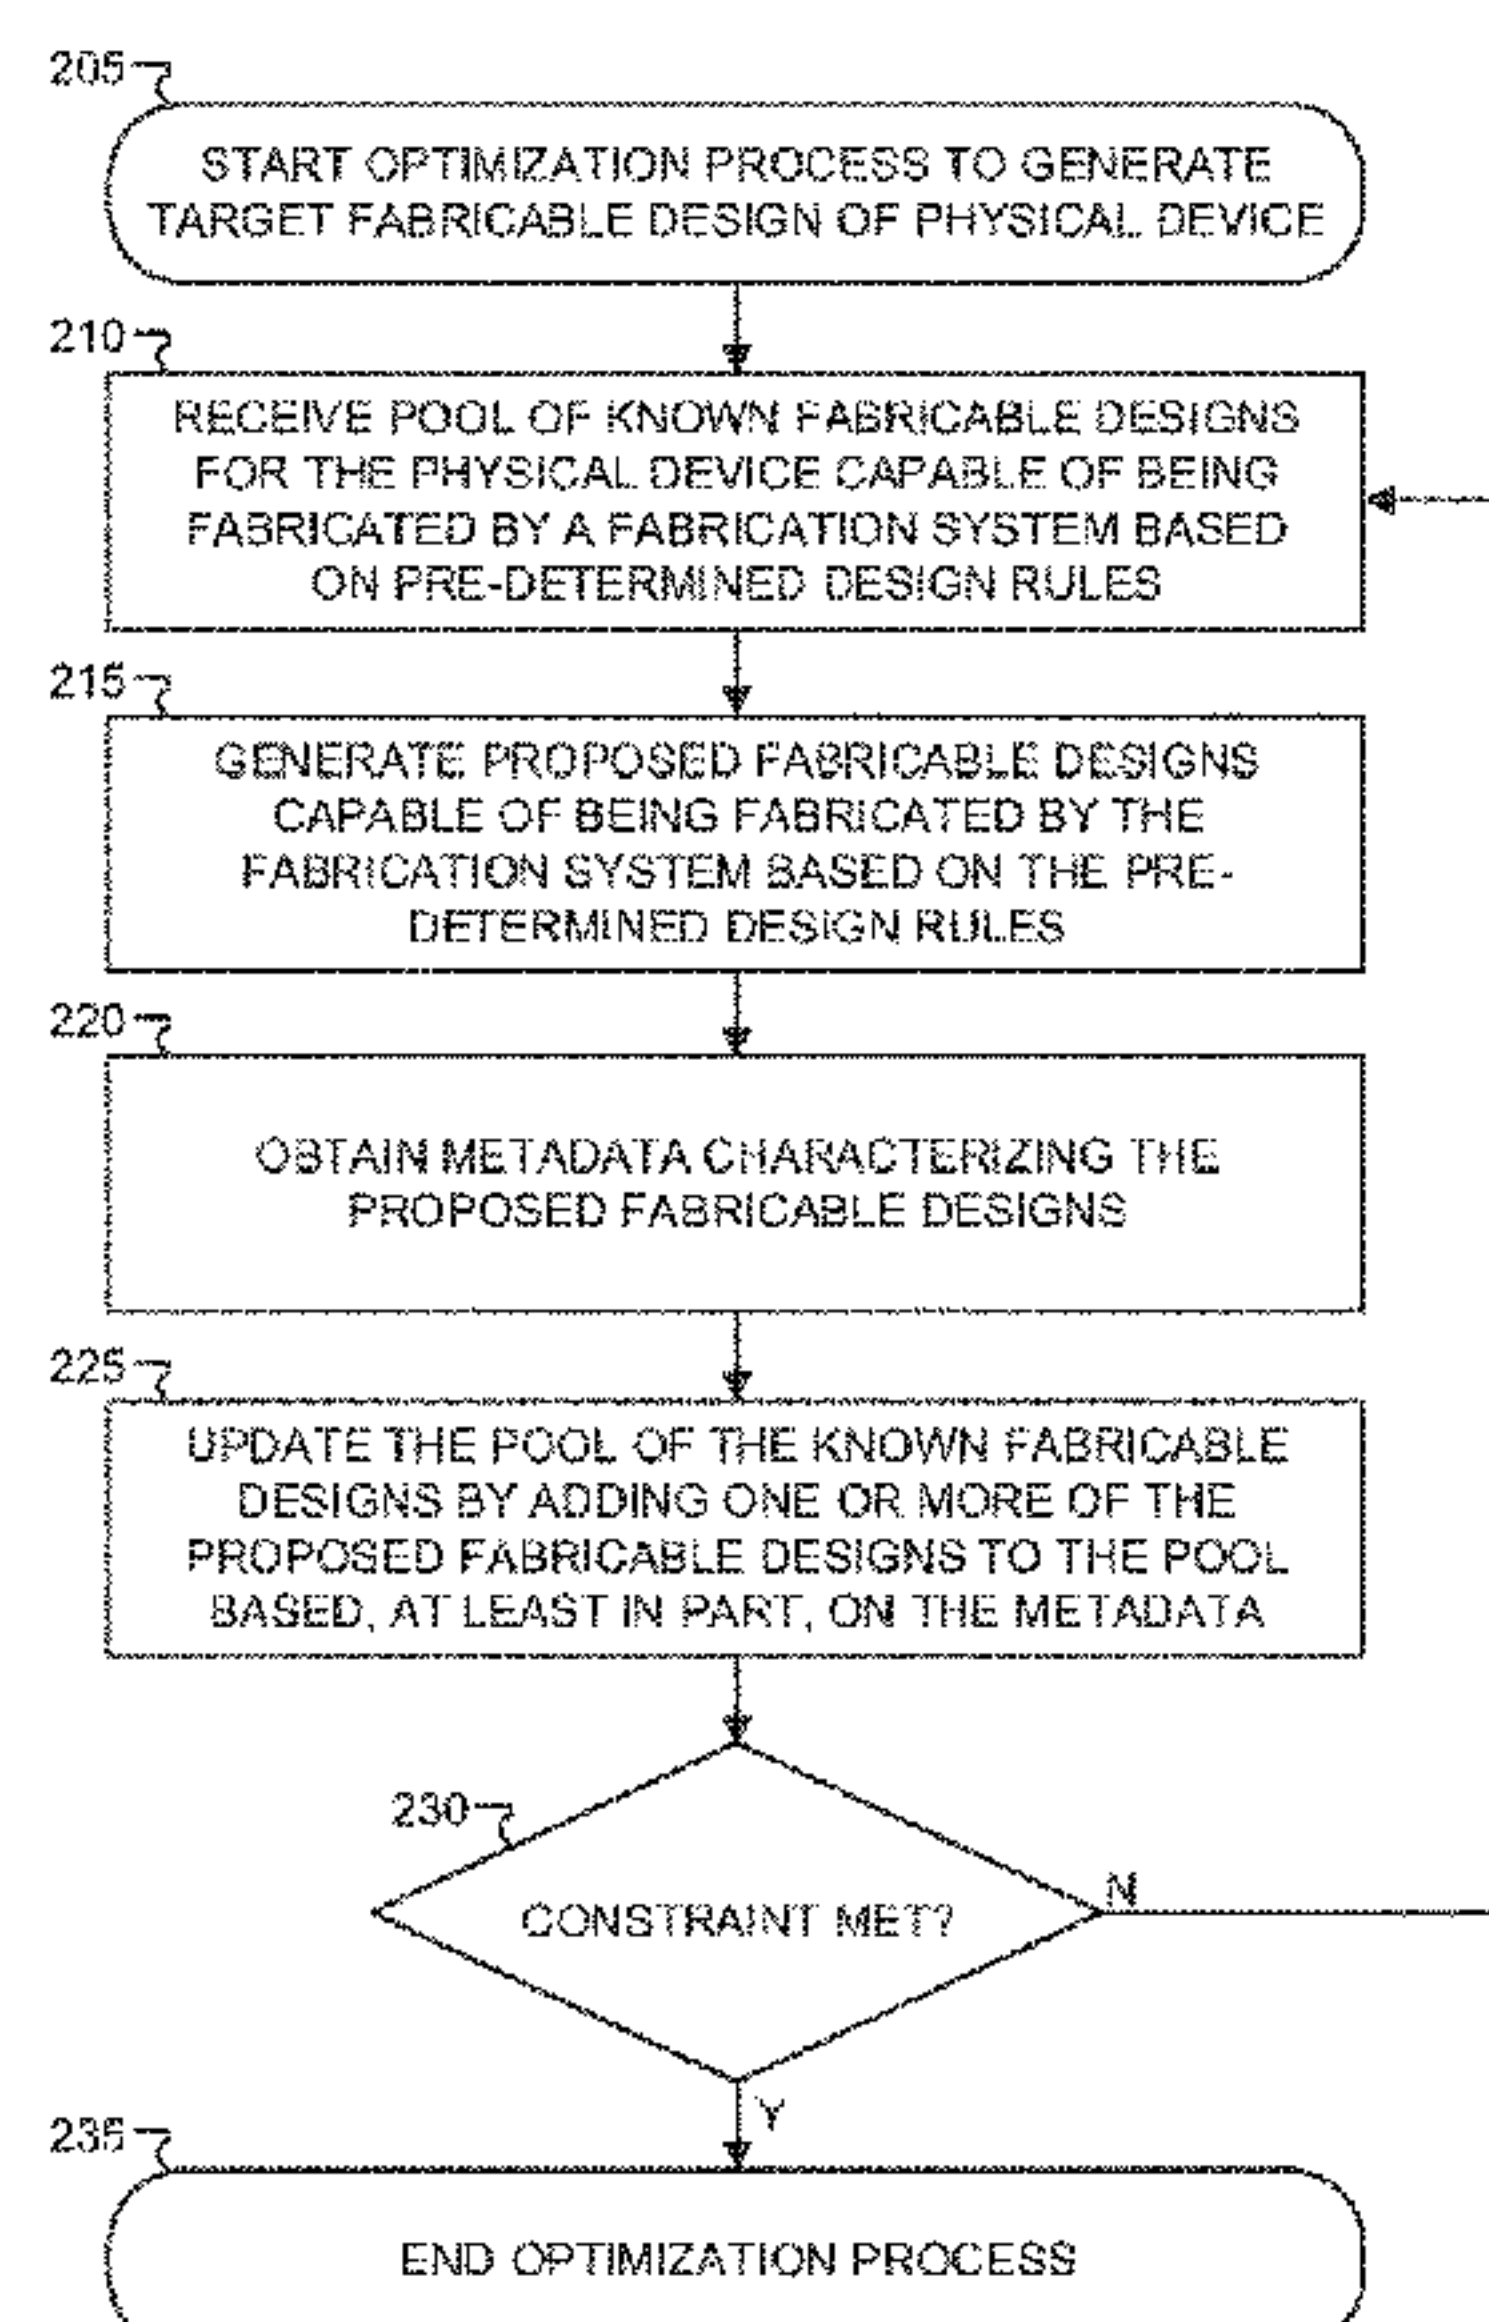 205
START OPTIMIZATION PROCESS TO GENERATE
TARGET FABRICABLE DESIGN OF PHYSICAL DEVICE
210
RECEIVE POOL OF KNOWN FABRICABLE DESIGNS
FOR THE PHYSICAL DEVICE CAPABLE OF BEING
FABRICATED BY A FABRICATION SYSTEM BASED
ON PRE-DETERMINED DESIGN RULES
215
GENERATE PROPOSED FABRICABLE DESIGNS
CAPABLE OF BEING FABRICATED BY THE
FABRICATION SYSTEM BASED ON THE PRE-
DETERMINED DESIGN RULES
220
OBTAIN METADATA CHARACTERIZING THE
PROPOSED FABRICABLE DESIGNS
225
UPDATE THE POOL OF THE KNOWN FABRICABLE
DESIGNS BY ADDING ONE OR MORE OF THE
PROPOSED FABRICABLE DESIGNS TO THE POOL
BASED, AT LEAST IN PART, ON THE METADATA
230
CONSTRAINT MET?
N
Y
235
END OPTIMIZATION PROCESS